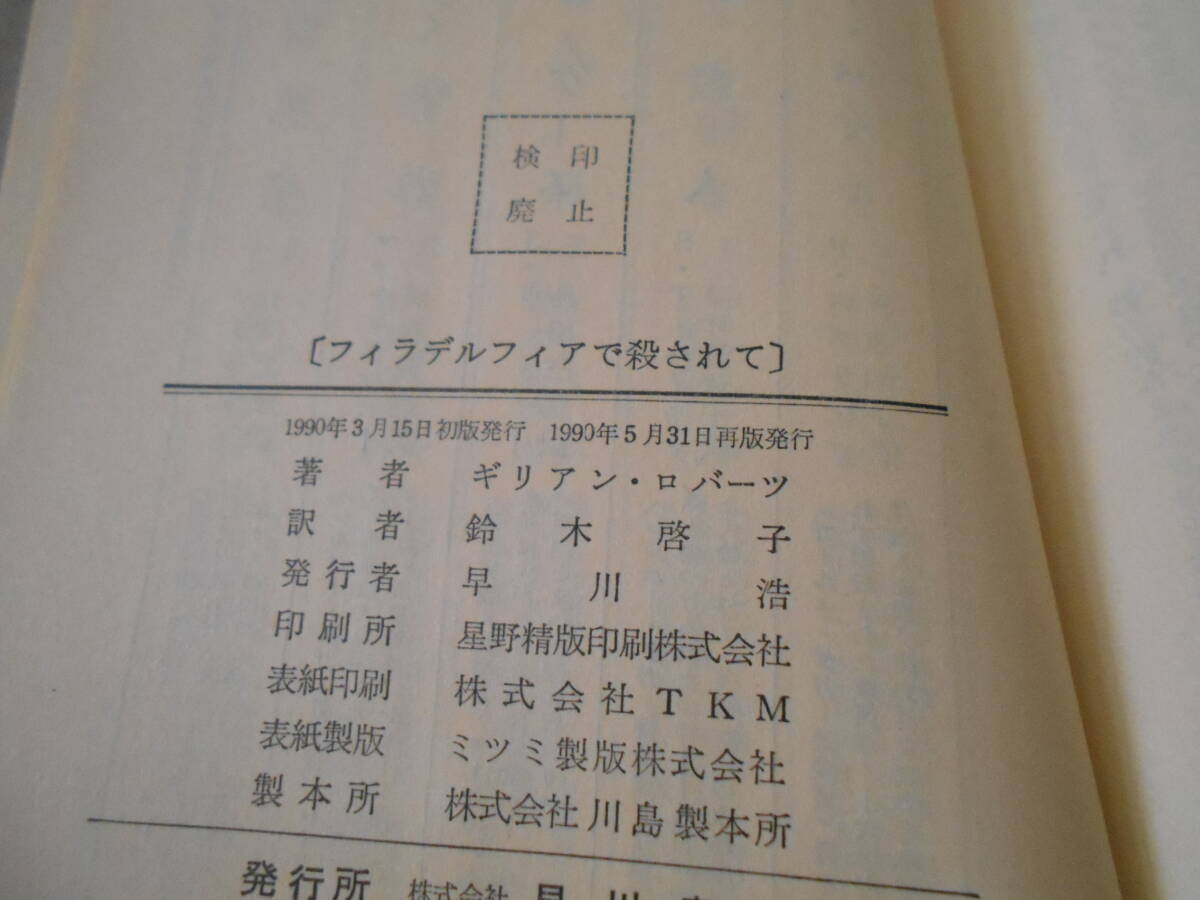 検印
廃止
〔フィラデルフィアで殺されて〕
1990年3月15日初版発行 1990年5月31日再版発行
著者 ギリアン・ロバーツ
訳者 鈴木啓子
発行者 早川浩
印刷所 星野精版印刷株式会社
表紙印刷 株式会社TKM
表紙製版 ミツミ製版株式会社
製本所 株式会社川島製本所
発行所 株式会社 早川